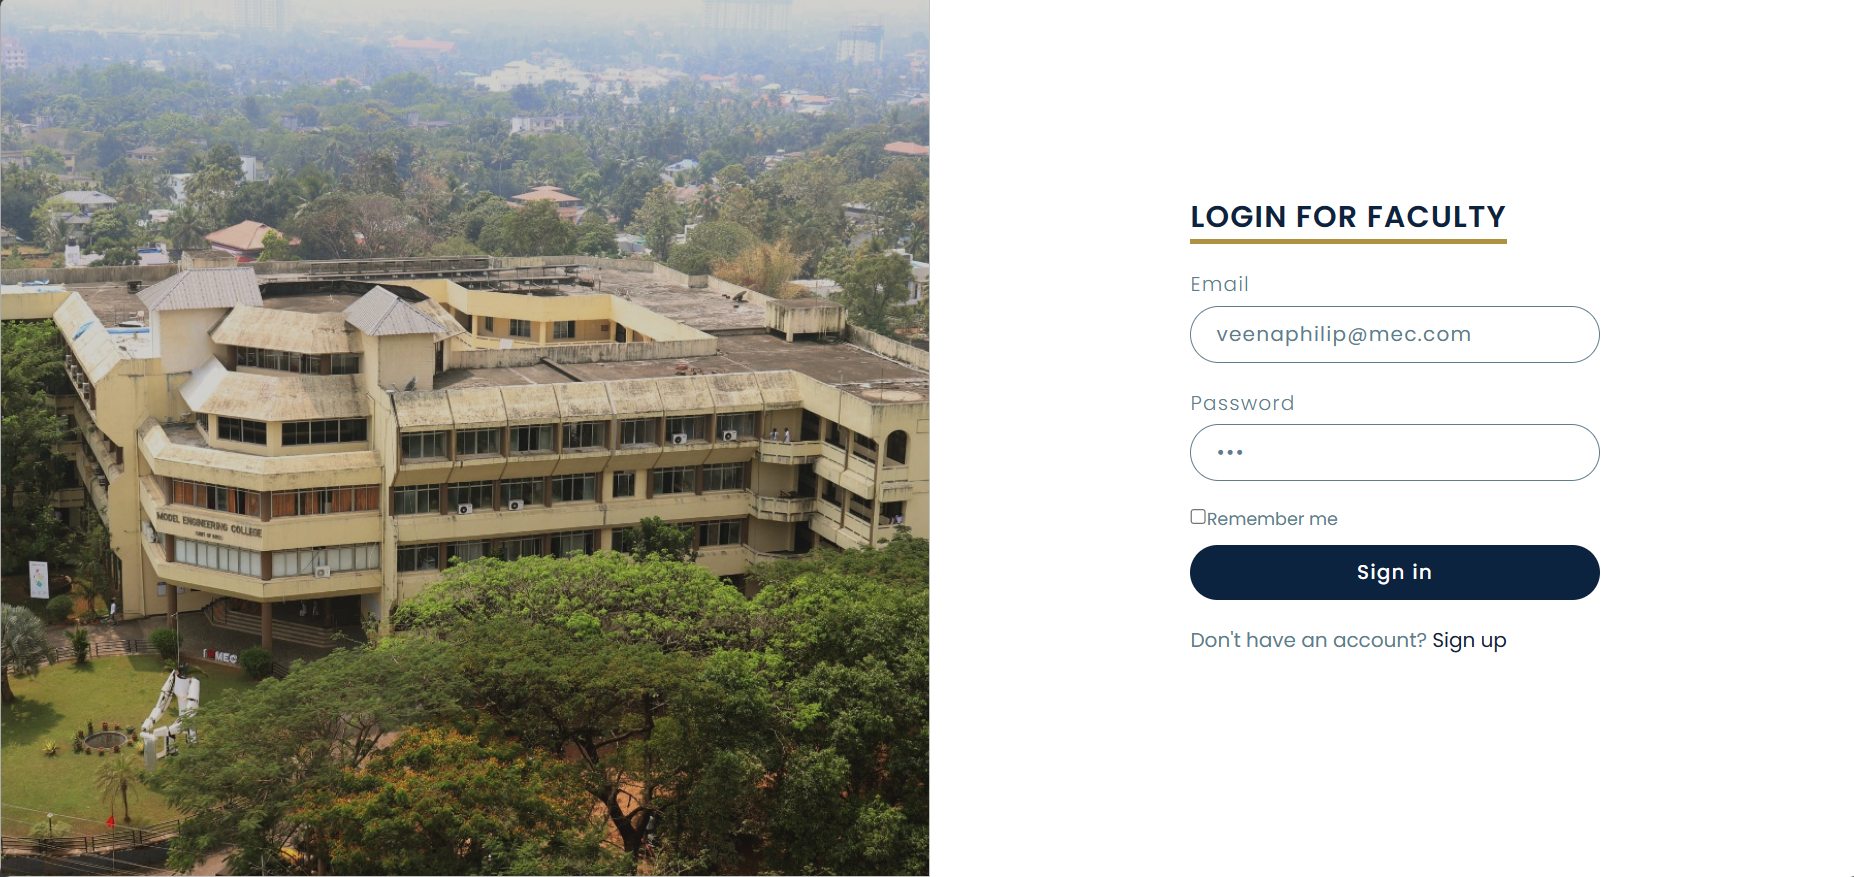 MODEL ENGINEERING COLLEGE
MEC
LOGIN FOR FACULTY
Email
veenaphilip@mec.com
Password
•••
Remember me
Sign in
Don't have an account? Sign up